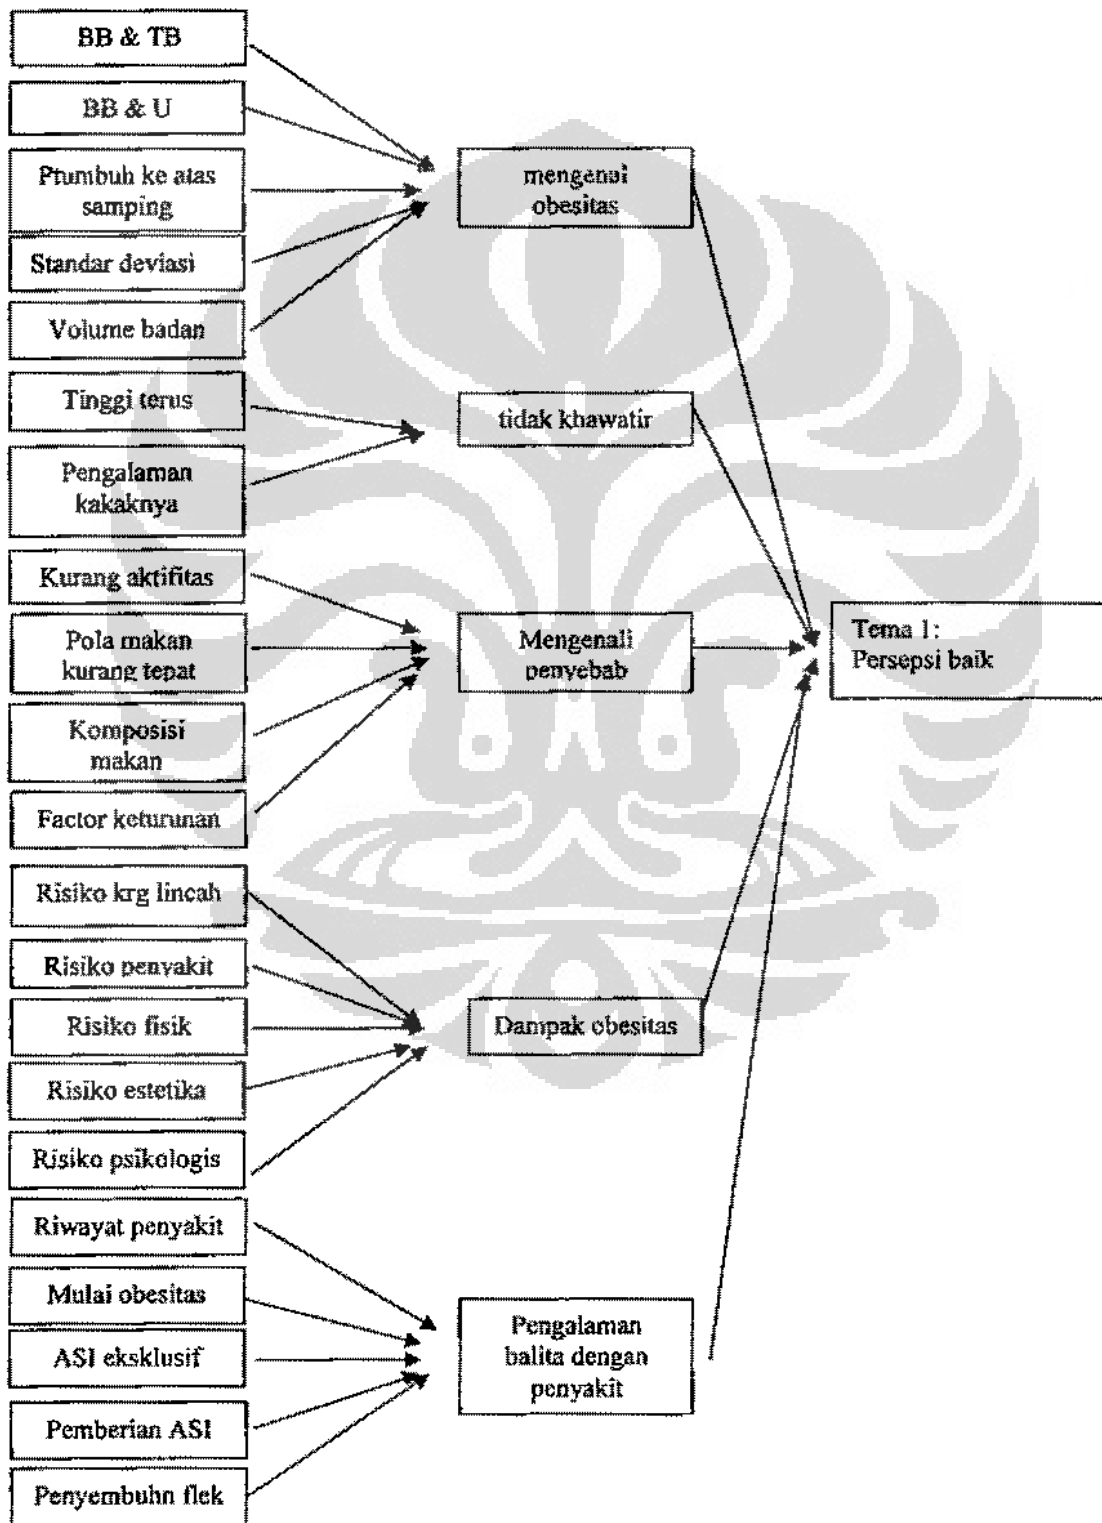 BB & TB
BB & U
Ptumbuh ke atas
samping
Standar deviasi
Volume badan
Tinggi terus
Pengalaman
kakaknya
Kurang aktifitas
Pola makan
kurang tepat
Komposisi
makan
Factor keturunan
Risiko krg lincah
Risiko penyakit
Risiko fisik
Risiko estetika
Risiko psikologis
Riwayat penyakit
Mulai obesitas
ASI eksklusif
Pemberian ASI
Penyembuhn flek
mengenai
obesitas
tidak khawatir
Mengenali
penyebab
Dampak obesitas
Pengalaman
balita dengan
penyakit
Tema 1:
Persepsi baik